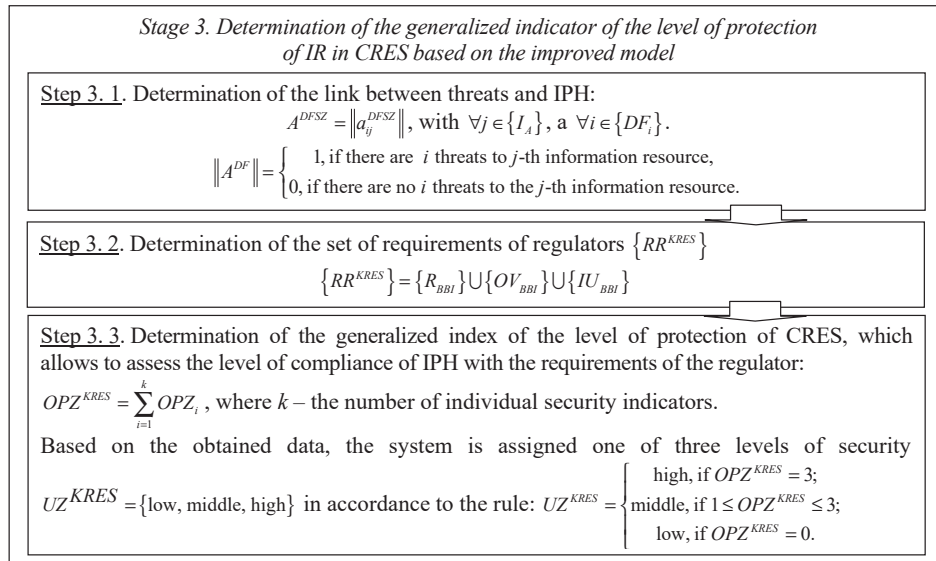 Stage 3. Determination of the generalized indicator of the level of protection
of IR in CRES based on the improved model
Step 3. 1. Determination of the link between threats and IPH:
A^{DFSZ} = ‖a_{ij}^{DFSZ}‖, with ∀j ∈ {I_A}, a ∀i ∈ {DF_i}.
‖A^{DF}‖ = { 1, if there are i threats to j-th information resource,
0, if there are no i threats to the j-th information resource.
Step 3. 2. Determination of the set of requirements of regulators {RR^{KRES}}
{RR^{KRES}} = {R_{BBI}} ∪ {OV_{BBI}} ∪ {IU_{BBI}}
Step 3. 3. Determination of the generalized index of the level of protection of CRES, which
allows to assess the level of compliance of IPH with the requirements of the regulator:
OPZ^{KRES} = ∑_{i=1}^{k} OPZ_i, where k – the number of individual security indicators.
Based on the obtained data, the system is assigned one of three levels of security
UZ^{KRES} = {low, middle, high} in accordance to the rule: UZ^{KRES} = { high, if OPZ^{KRES} = 3;
middle, if 1 ≤ OPZ^{KRES} ≤ 3;
low, if OPZ^{KRES} = 0.